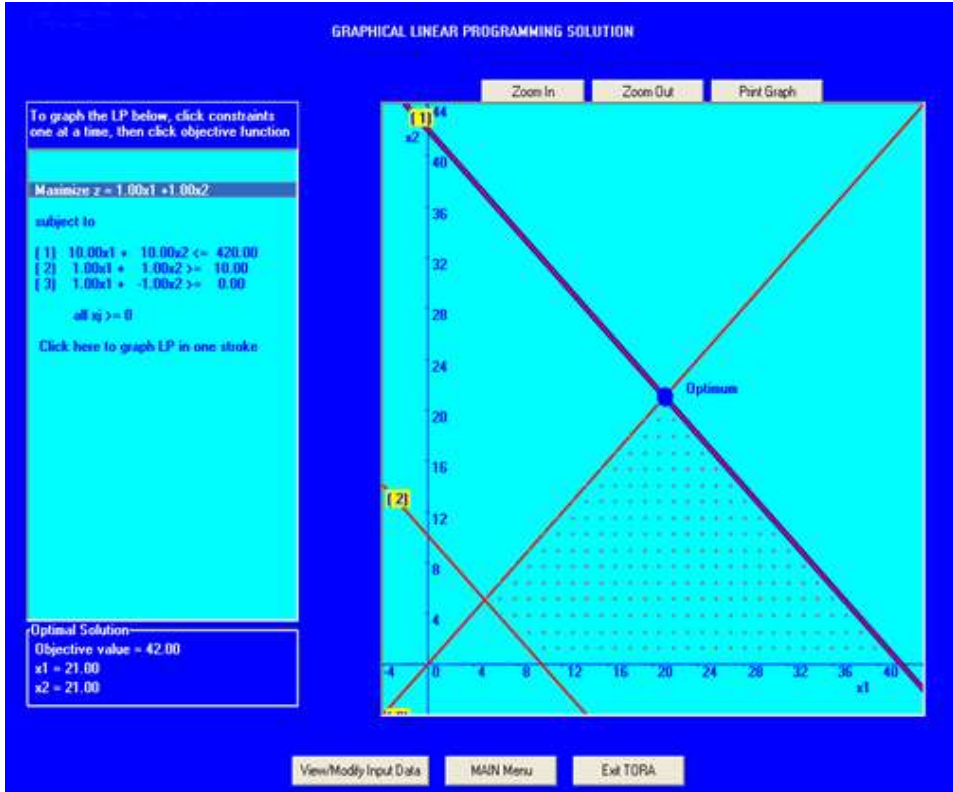 GRAPHICAL LINEAR PROGRAMMING SOLUTION
Zoom In Zoom Out Print Graph
To graph the LP below, click constraints
one at a time, then click objective function
Maximize z = 1.00x1 +1.00x2
subject to
( 1) 10.00x1 + 10.00x2 <= 420.00
( 2) 1.00x1 + 1.00x2 >= 10.00
( 3) 1.00x1 + -1.00x2 >= 0.00
all xj >= 0
Click here to graph LP in one stroke
Optimal Solution
Objective value = 42.00
x1 = 21.00
x2 = 21.00
( 1) 44
x2
40
36
32
28
24
Optimum
20
16
( 2)
12
8
4
-4 0 4 8 12 16 20 24 28 32 36 40
x1
View/Modify Input Data MAIN Menu Exit TORA